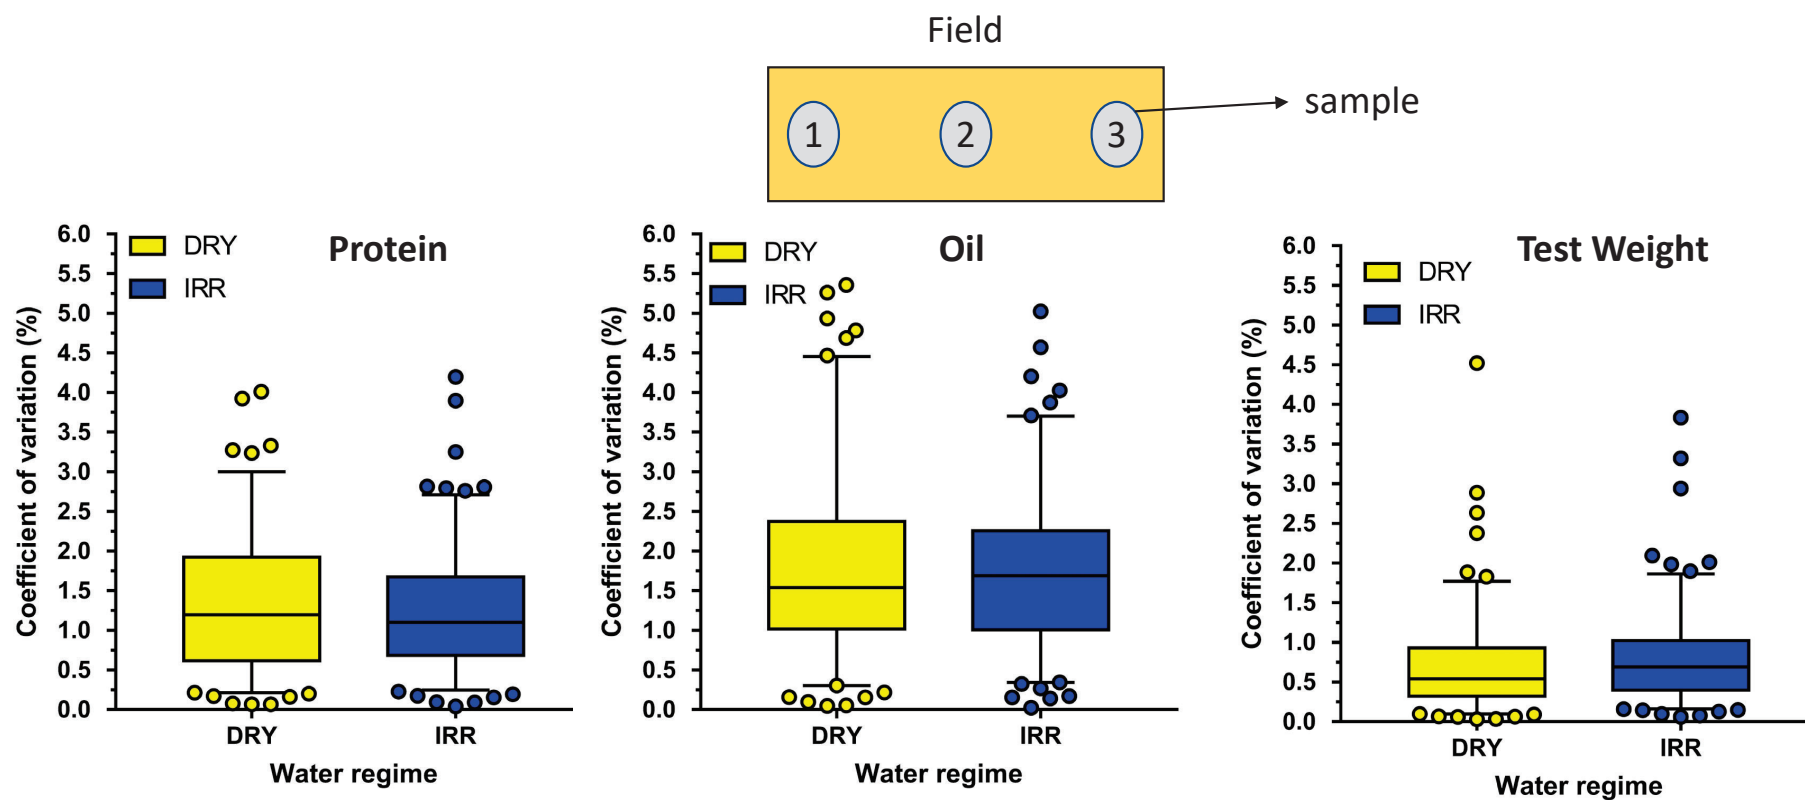 Field
1 2 3
sample
Protein
DRY
IRR
Coefficient of variation (%)
6.0
5.5
5.0
4.5
4.0
3.5
3.0
2.5
2.0
1.5
1.0
0.5
0.0
DRY IRR
Water regime
Oil
DRY
IRR
Coefficient of variation (%)
6.0
5.5
5.0
4.5
4.0
3.5
3.0
2.5
2.0
1.5
1.0
0.5
0.0
DRY IRR
Water regime
Test Weight
DRY
IRR
Coefficient of variation (%)
6.0
5.5
5.0
4.5
4.0
3.5
3.0
2.5
2.0
1.5
1.0
0.5
0.0
DRY IRR
Water regime